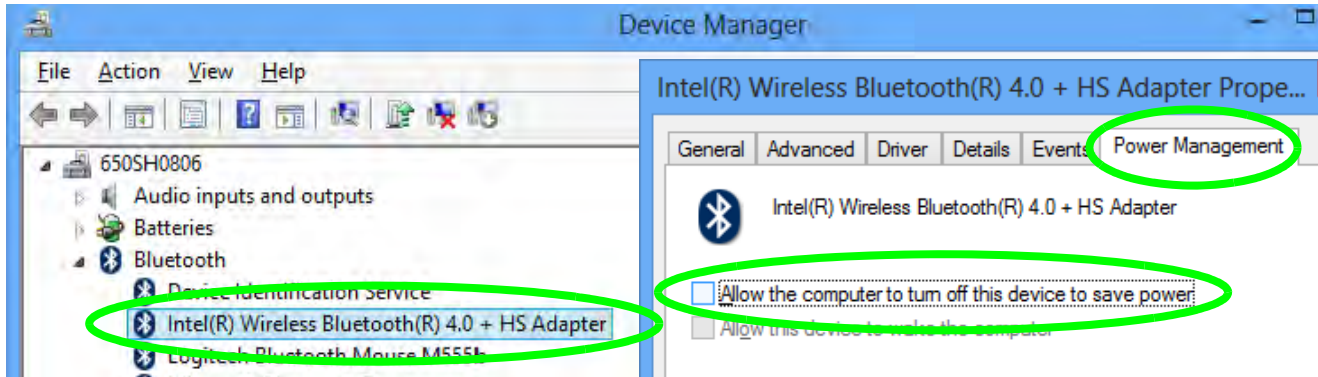 Device Manager
File Action View Help
650SH0806
Audio inputs and outputs
Batteries
Bluetooth
Device Identification Service
Intel(R) Wireless Bluetooth(R) 4.0 + HS Adapter
Logitech Bluetooth Mouse M555b
Intel(R) Wireless Bluetooth(R) 4.0 + HS Adapter Prope...
General Advanced Driver Details Events Power Management
Intel(R) Wireless Bluetooth(R) 4.0 + HS Adapter
Allow the computer to turn off this device to save power
Allow this device to wake the computer